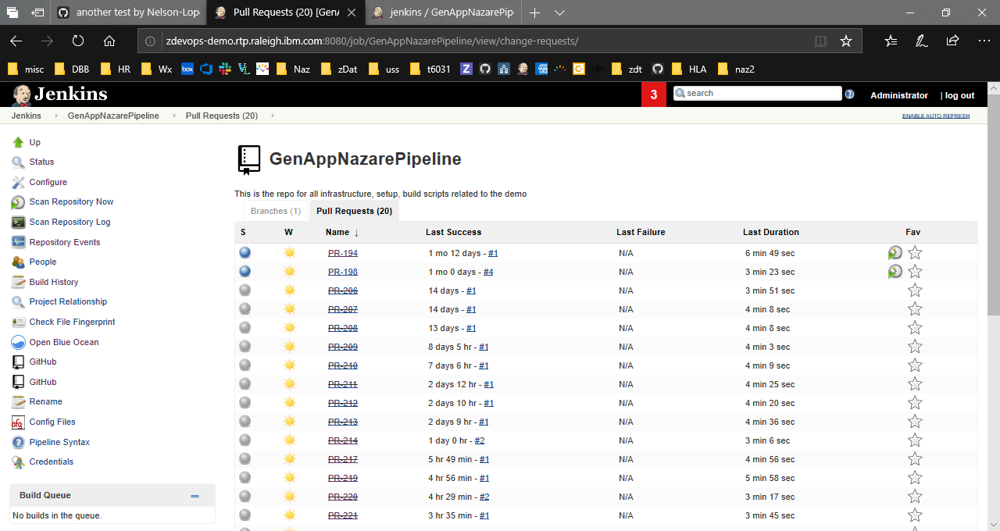 another test by Nelson-Lop
Pull Requests (20) [GenA
jenkins / GenAppNazarePip
zdevops-demo.rtp.raleigh.ibm.com:8080/job/GenAppNazarePipeline/view/change-requests/
misc DBB HR Wx box Naz zDat uss t6031 Z zdt HLA naz2
Jenkins 3 search ? Administrator | log out
Jenkins GenAppNazarePipeline Pull Requests (20) ENABLE AUTO REFRESH
Up
Status
Configure
Scan Repository Now
Scan Repository Log
Repository Events
People
Build History
Project Relationship
Check File Fingerprint
Open Blue Ocean
GitHub
GitHub
Rename
cfg Config Files
Pipeline Syntax
Credentials
Build Queue
No builds in the queue.
GenAppNazarePipeline
This is the repo for all infrastructure, setup, build scripts related to the demo
Branches (1) Pull Requests (20)
S W Name ↓ Last Success Last Failure Last Duration Fav
PR-194 1 mo 12 days - #1 N/A 6 min 49 sec
PR-198 1 mo 0 days - #4 N/A 3 min 23 sec
PR-206 14 days - #1 N/A 3 min 51 sec
PR-207 14 days - #1 N/A 4 min 8 sec
PR-208 13 days - #1 N/A 4 min 8 sec
PR-209 8 days 5 hr - #1 N/A 4 min 3 sec
PR-210 7 days 6 hr - #1 N/A 4 min 9 sec
PR-211 2 days 12 hr - #1 N/A 4 min 25 sec
PR-212 2 days 10 hr - #1 N/A 4 min 20 sec
PR-213 2 days 9 hr - #1 N/A 4 min 36 sec
PR-214 1 day 0 hr - #2 N/A 3 min 6 sec
PR-217 5 hr 49 min - #1 N/A 4 min 56 sec
PR-219 4 hr 56 min - #1 N/A 5 min 58 sec
PR-220 4 hr 29 min - #2 N/A 3 min 17 sec
PR-221 3 hr 35 min - #1 N/A 3 min 45 sec